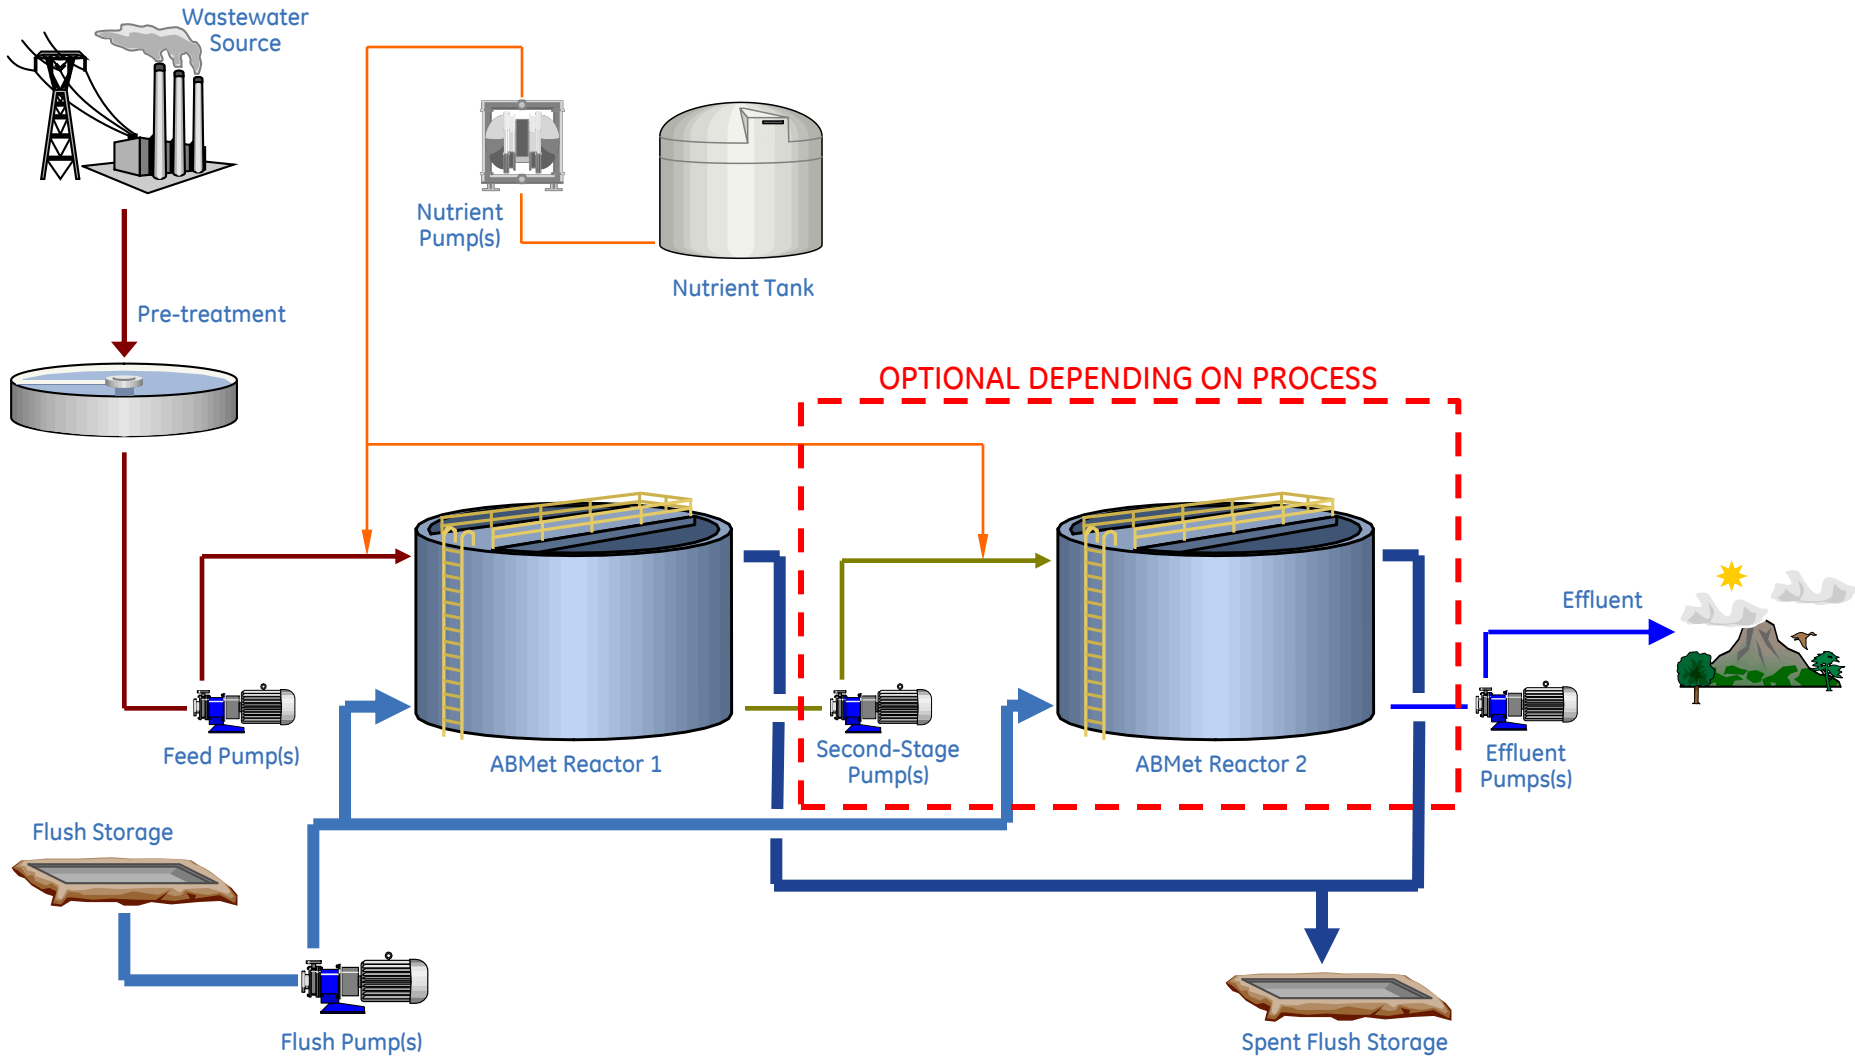 Wastewater
Source
Nutrient
Pump(s)
Nutrient Tank
Pre-treatment
OPTIONAL DEPENDING ON PROCESS
Effluent
Feed Pump(s)
ABMet Reactor 1
Second-Stage
Pump(s)
ABMet Reactor 2
Effluent
Pumps(s)
Flush Storage
Flush Pump(s)
Spent Flush Storage